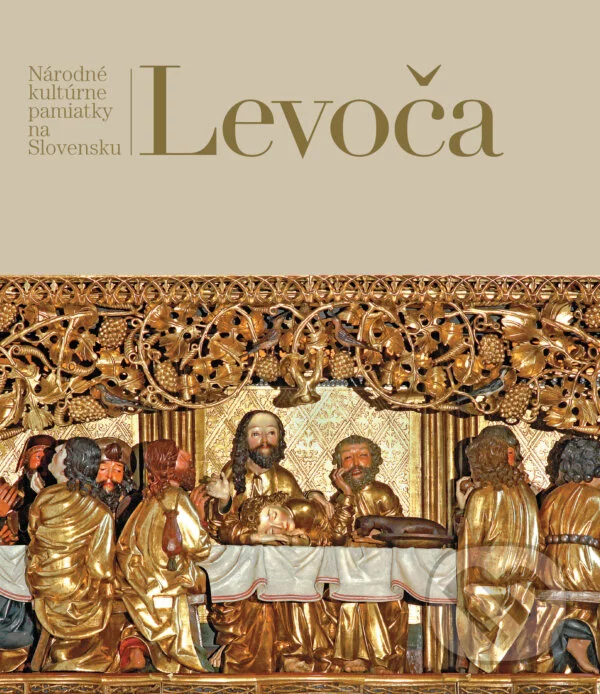 Národné
kultúrne
pamiatky
na
Slovensku
Levoča